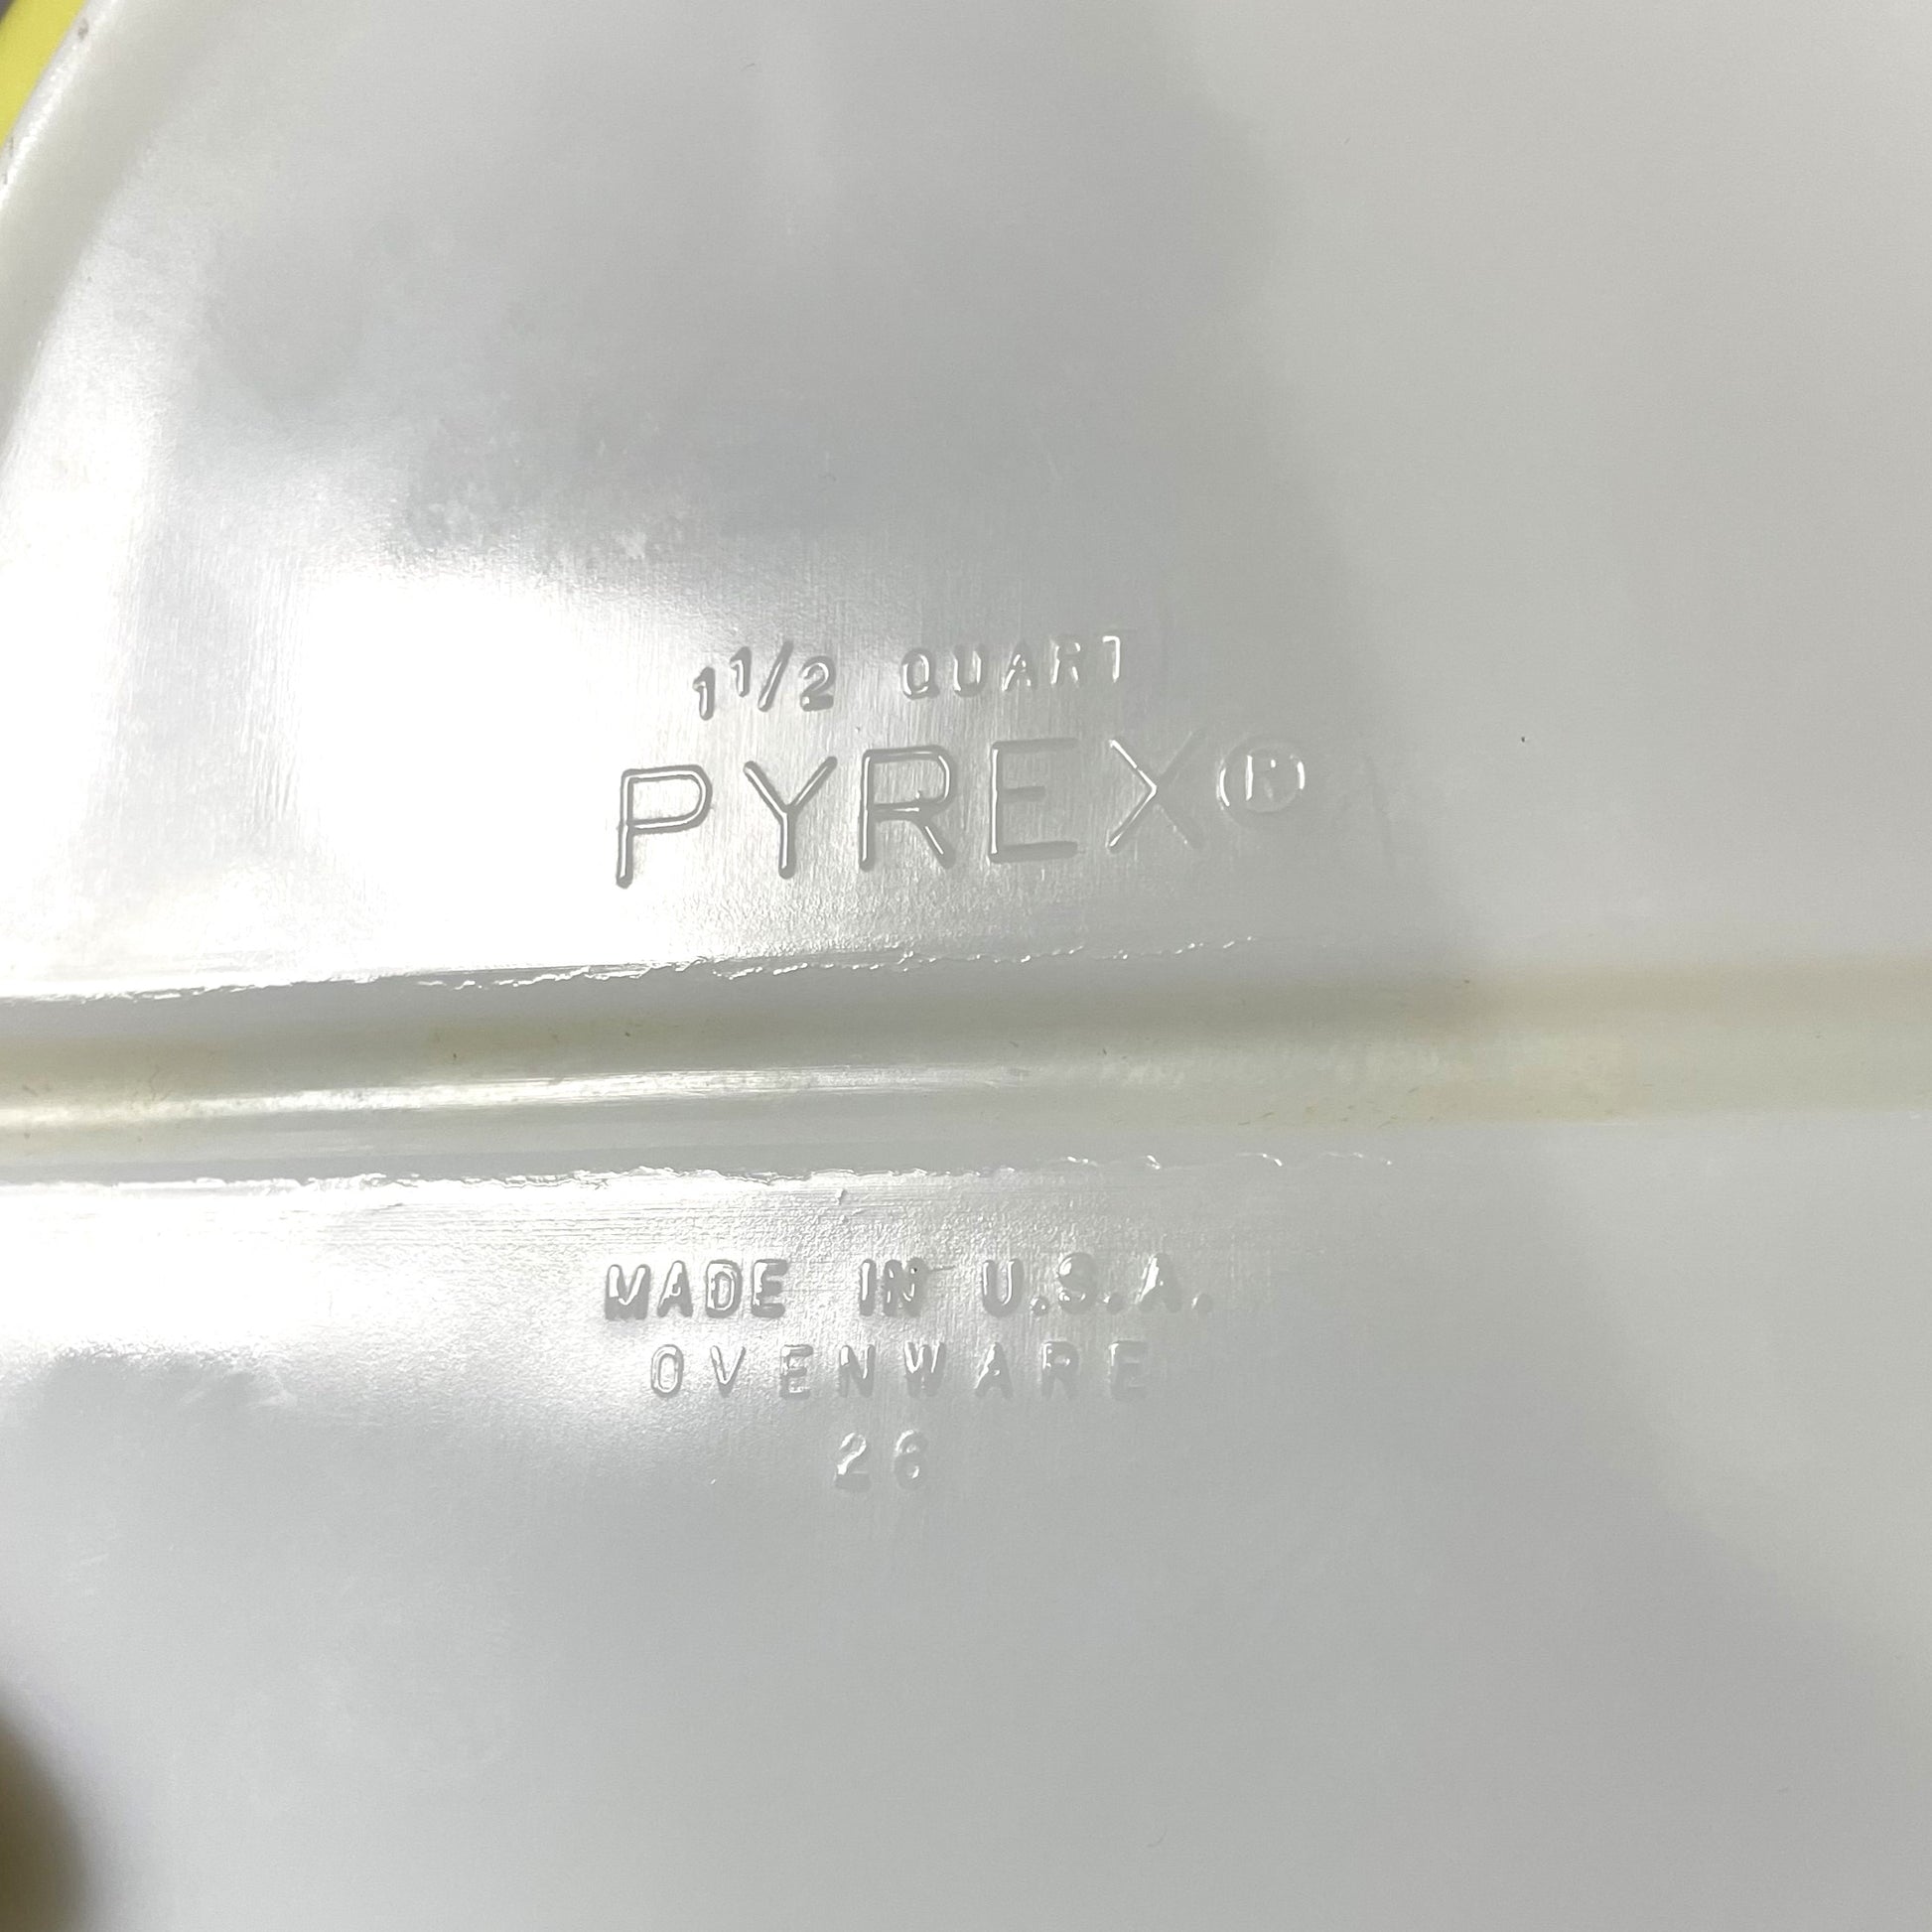 1 1/2 QUART
PYREX®
MADE IN U.S.A.
OVENWARE
26